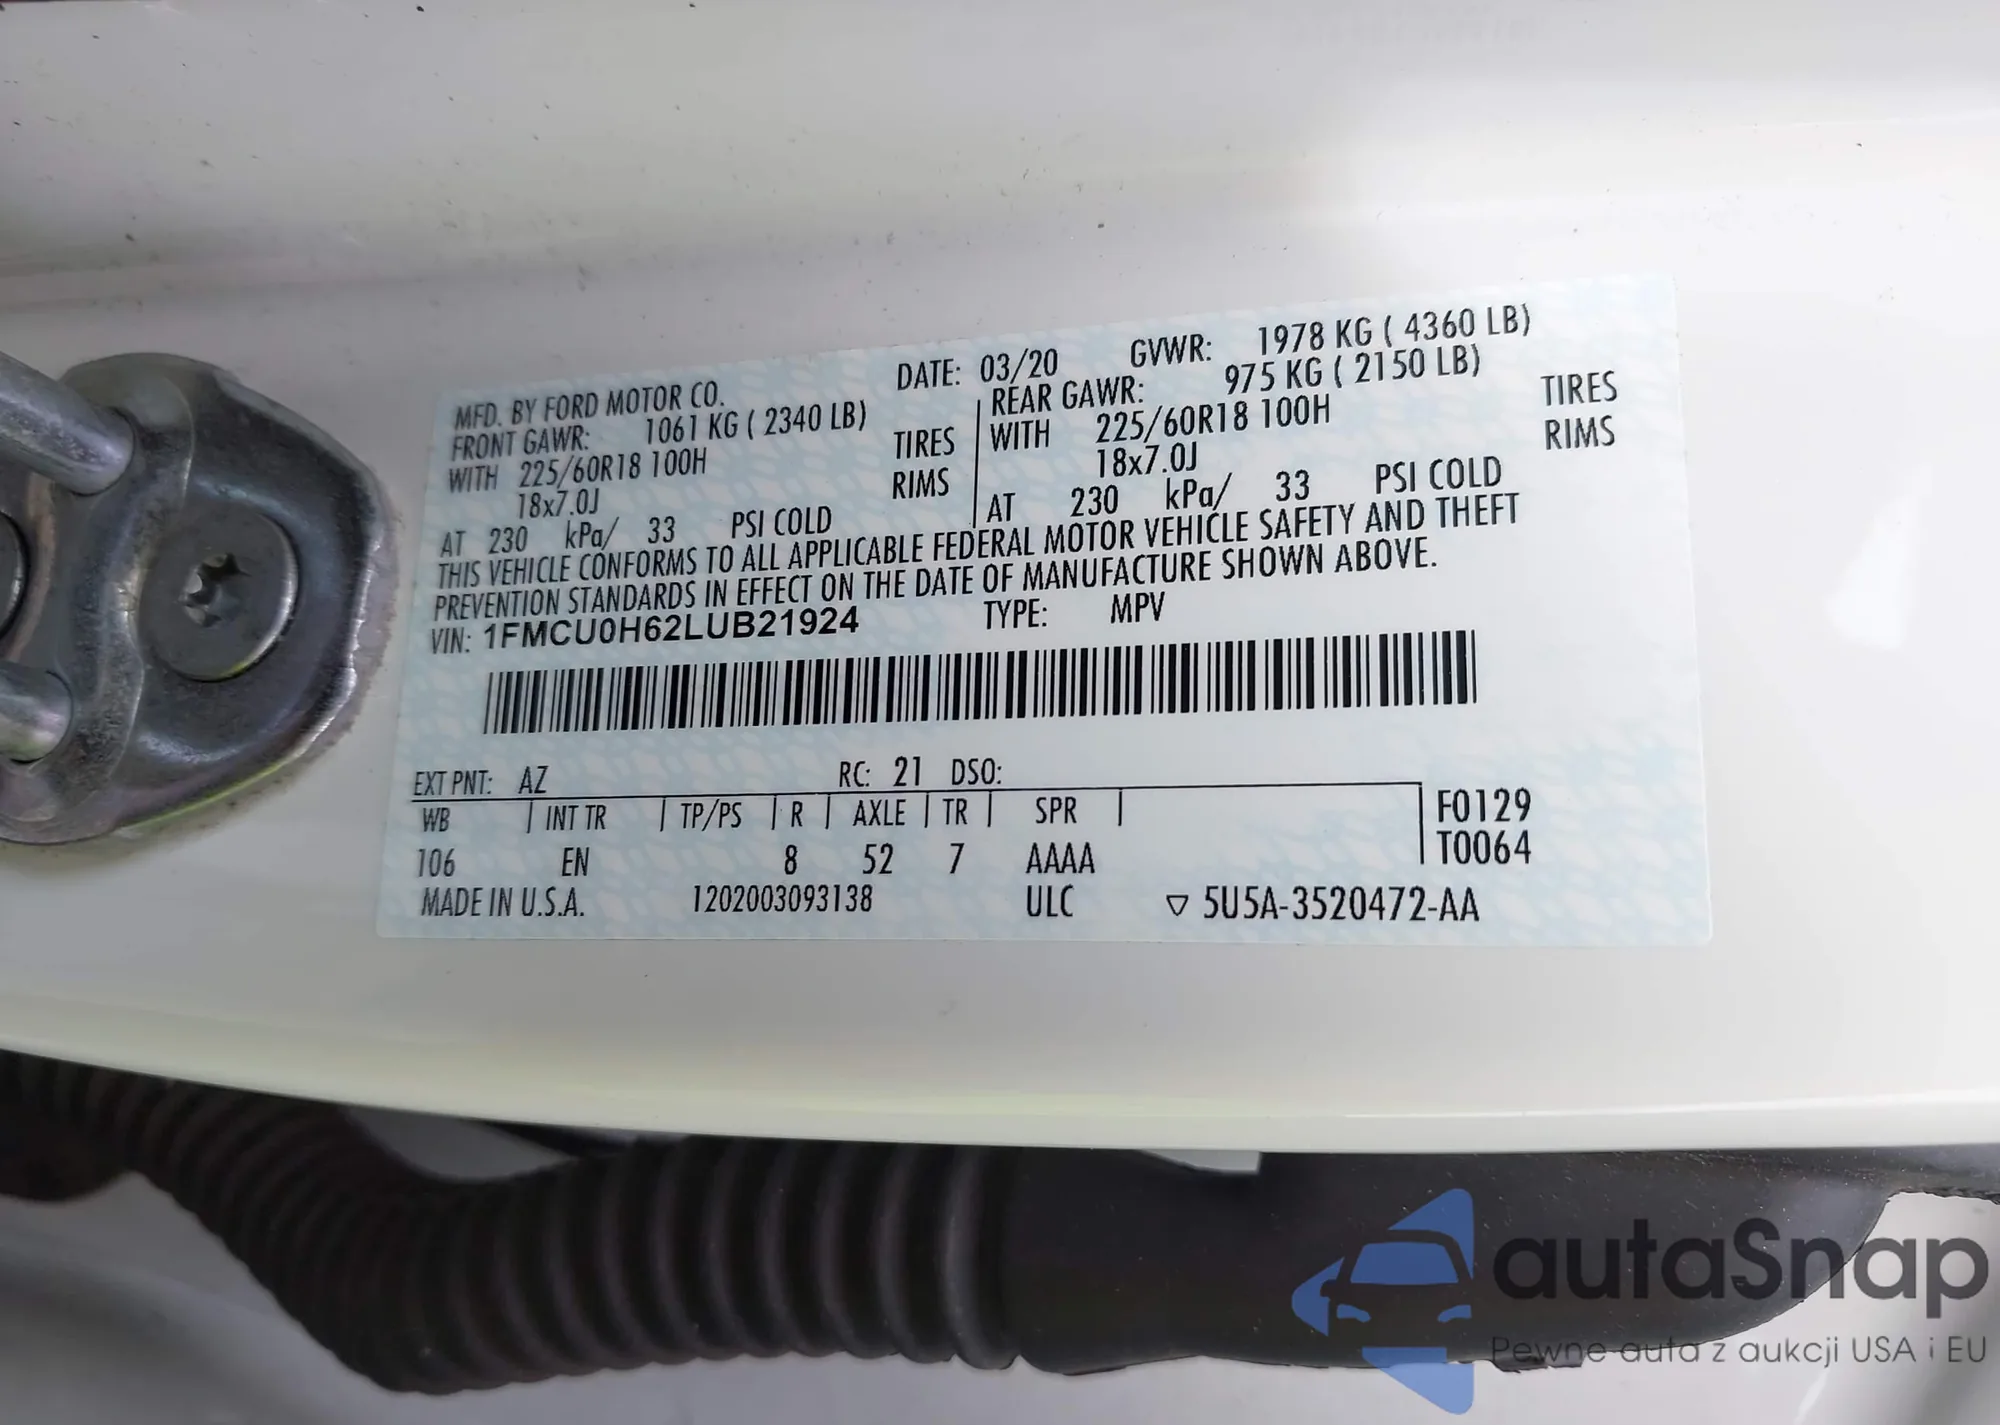 MFD. BY FORD MOTOR CO.
DATE: 03/20 GVWR: 1978 KG ( 4360 LB)
FRONT GAWR: 1061 KG ( 2340 LB)
WITH 225/60R18 100H TIRES
18x7.0J RIMS
AT 230 kPa/ 33 PSI COLD
REAR GAWR: 975 KG ( 2150 LB)
WITH 225/60R18 100H TIRES
18x7.0J RIMS
AT 230 kPa/ 33 PSI COLD
THIS VEHICLE CONFORMS TO ALL APPLICABLE FEDERAL MOTOR VEHICLE SAFETY AND THEFT
PREVENTION STANDARDS IN EFFECT ON THE DATE OF MANUFACTURE SHOWN ABOVE.
VIN: 1FMCU0H62LUB21924 TYPE: MPV
EXT PNT: AZ RC: 21 DSO:
WB INT TR TP/PS R AXLE TR SPR F0129
106 EN 8 52 7 AAAA T0064
MADE IN U.S.A. 1202003093138 ULC ▽ 5U5A-3520472-AA
autaSnap
Pewne auta z aukcji USA i EU